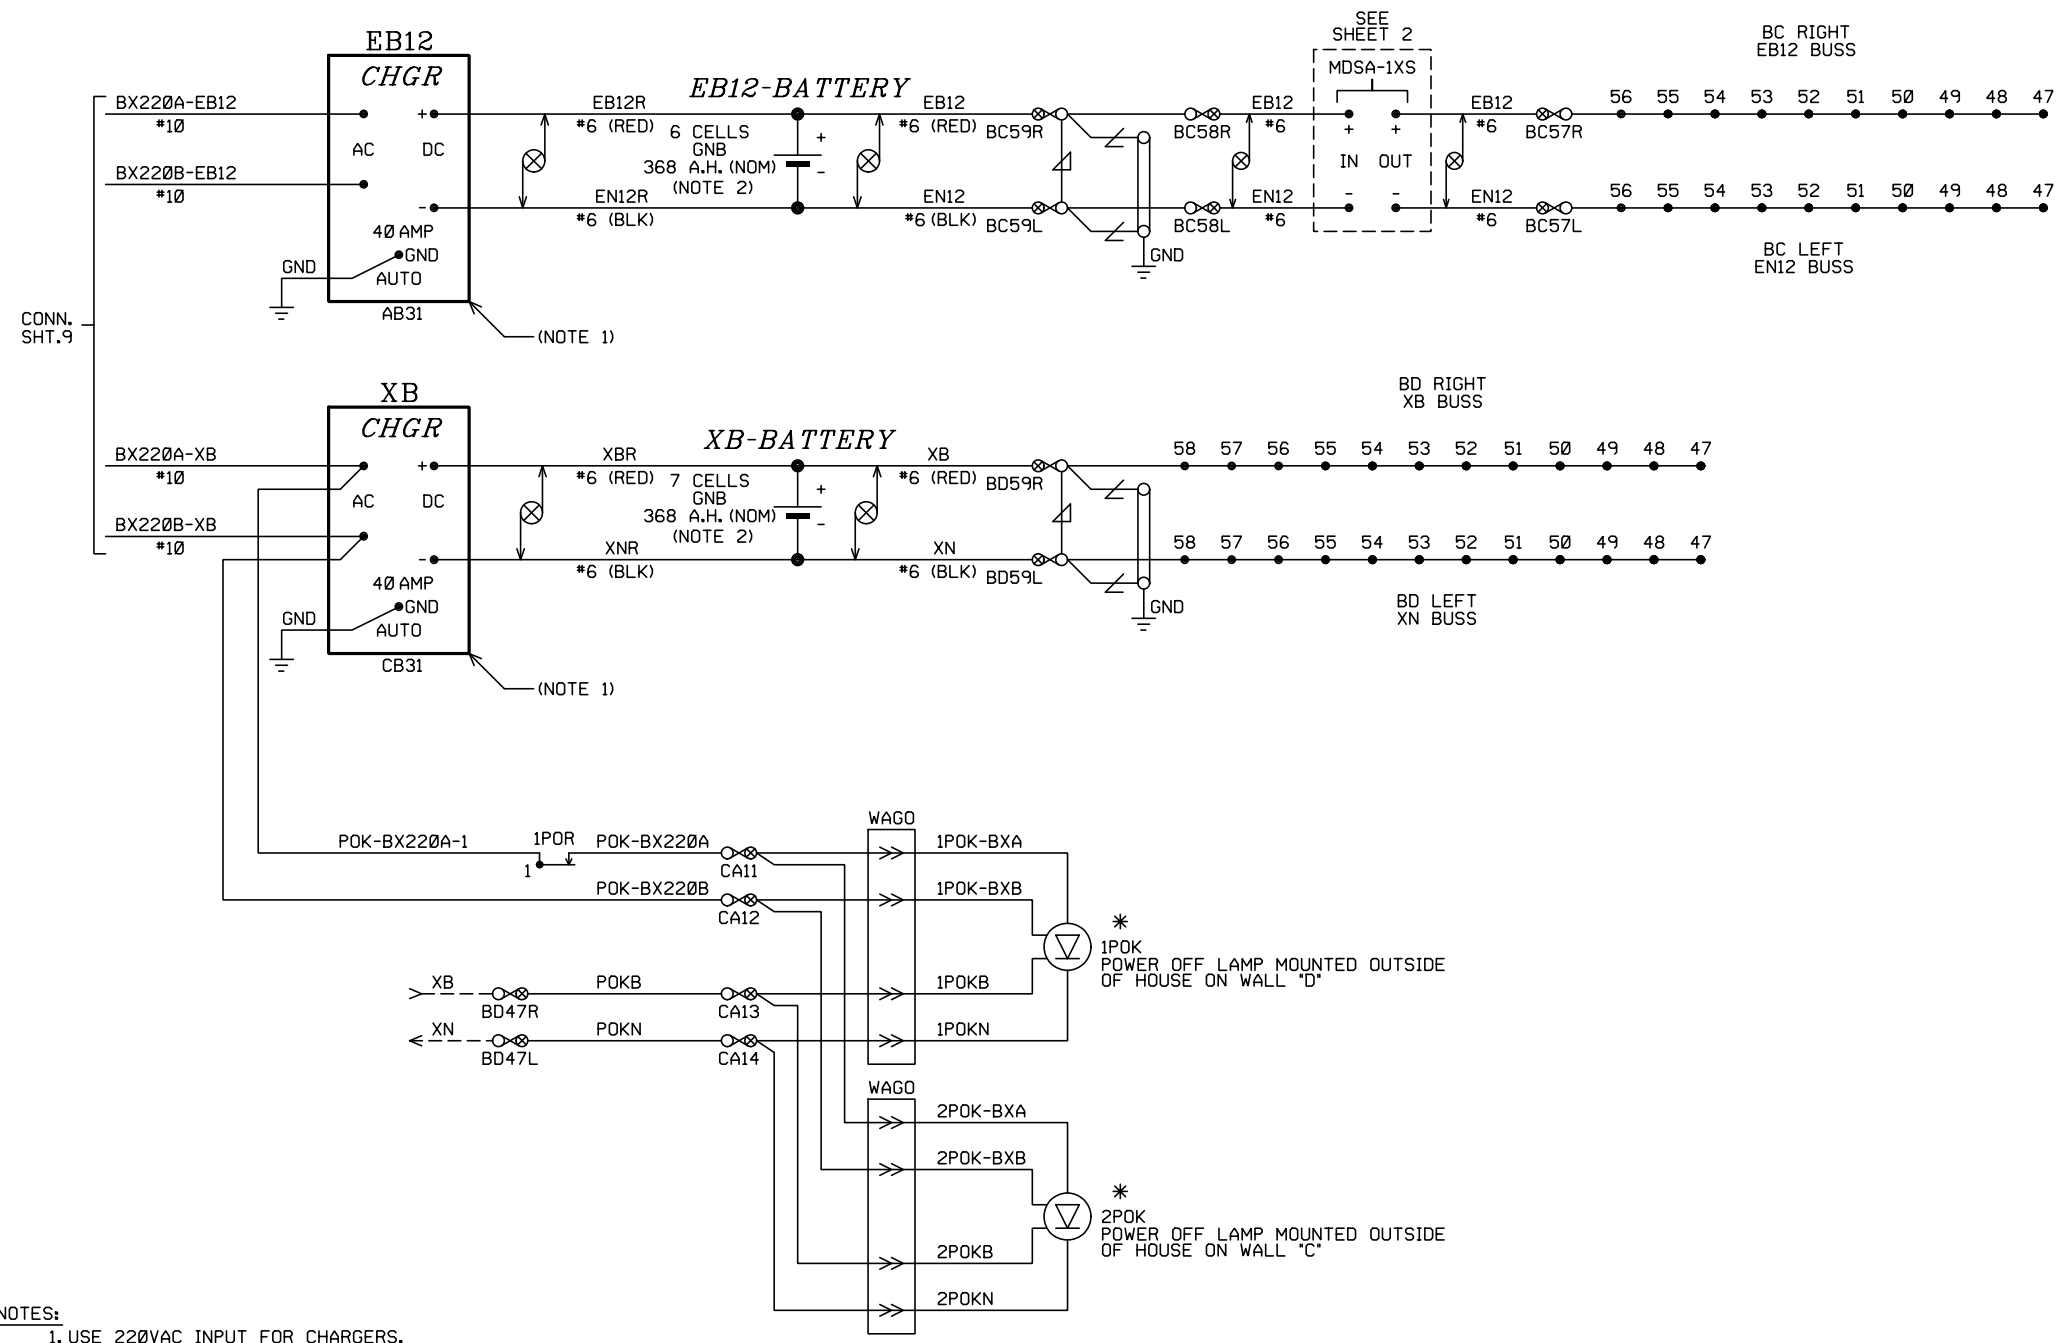 SEE
SHEET 2
BC RIGHT
EB12 BUSS
EB12
CHGR
EB12-BATTERY
MDSA-1XS
BX220A-EB12
#10
+
EB12R
#6 (RED)
6 CELLS
GNB
368 A.H. (NOM)
(NOTE 2)
+
-
EB12
#6 (RED)
BC59R
BC58R
EB12
#6
+ +
IN OUT
- -
EB12
#6
BC57R
56 55 54 53 52 51 50 49 48 47
AC DC
BX220B-EB12
#10
-
EN12R
#6 (BLK)
EN12
#6 (BLK)
BC59L
BC58L
EN12
#6
EN12
#6
BC57L
56 55 54 53 52 51 50 49 48 47
40 AMP
GND
GND
AUTO
AB31
GND
BC LEFT
EN12 BUSS
CONN.
SHT.9
(NOTE 1)
XB
CHGR
XB-BATTERY
BD RIGHT
XB BUSS
BX220A-XB
#10
+
XBR
#6 (RED)
7 CELLS
GNB
368 A.H. (NOM)
(NOTE 2)
+
-
XB
#6 (RED)
BD59R
58 57 56 55 54 53 52 51 50 49 48 47
AC DC
BX220B-XB
#10
-
XNR
#6 (BLK)
XN
#6 (BLK)
BD59L
58 57 56 55 54 53 52 51 50 49 48 47
40 AMP
GND
GND
AUTO
CB31
GND
BD LEFT
XN BUSS
(NOTE 1)
WAGO
POK-BX220A-1
1POR
1
POK-BX220A
CA11
1POK-BXA
POK-BX220B
CA12
1POK-BXB
*
1POK
POWER OFF LAMP MOUNTED OUTSIDE
OF HOUSE ON WALL "D"
XB
BD47R
POKB
CA13
1POKB
XN
BD47L
POKN
CA14
1POKN
WAGO
2POK-BXA
2POK-BXB
*
2POK
POWER OFF LAMP MOUNTED OUTSIDE
OF HOUSE ON WALL "C"
2POKB
2POKN
NOTES:
1. USE 220VAC INPUT FOR CHARGERS.